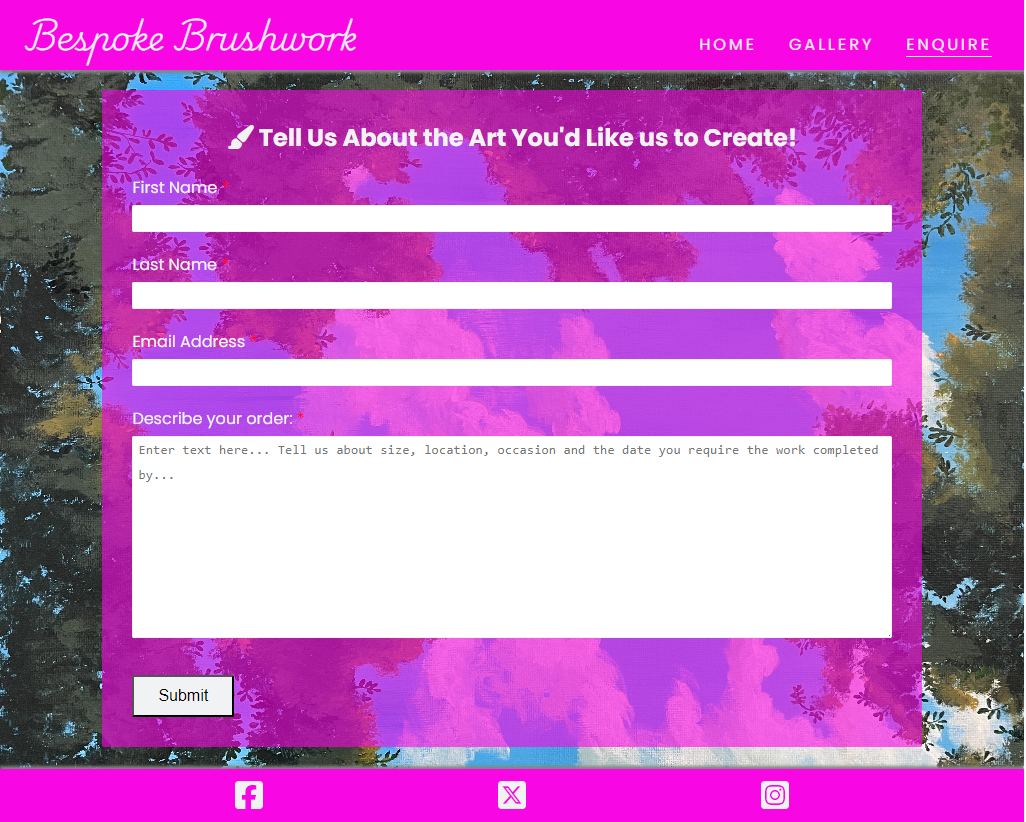 Bespoke Brushwork
HOME GALLERY ENQUIRE
Tell Us About the Art You'd Like us to Create!
First Name *
Last Name *
Email Address *
Describe your order: *
Enter text here... Tell us about size, location, occasion and the date you require the work completed
by...
Submit